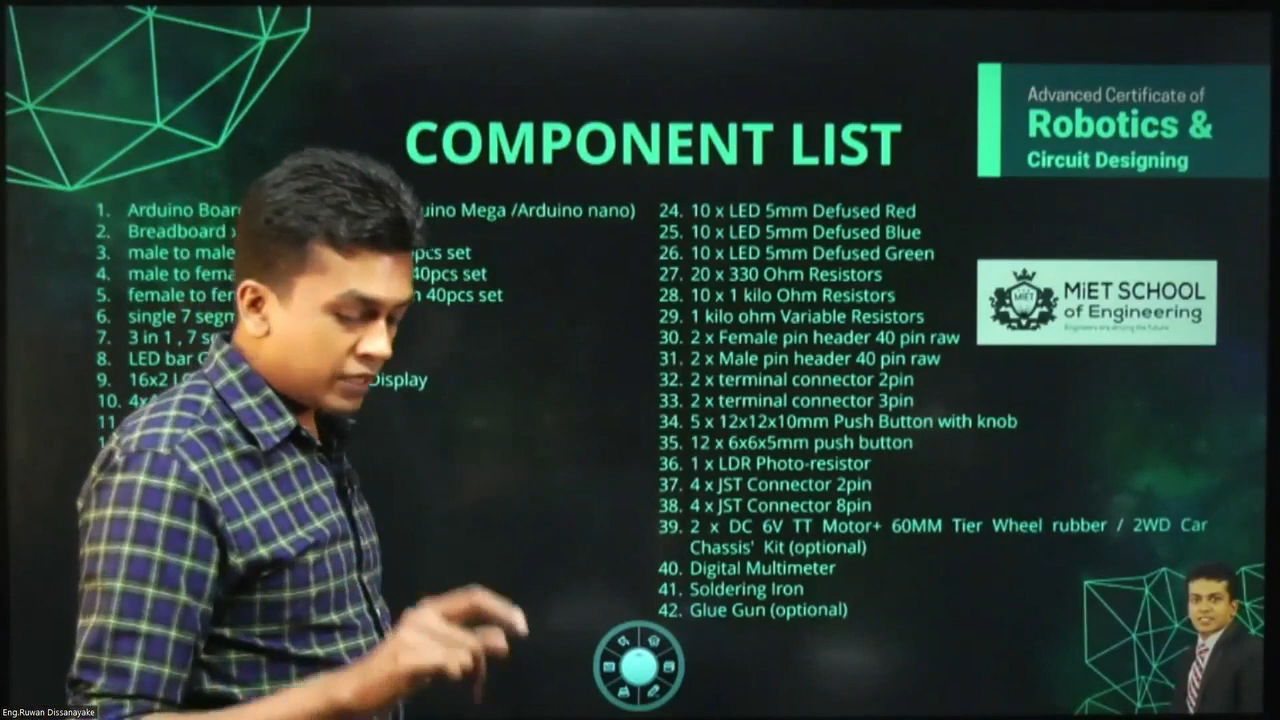 Advanced Certificate of
Robotics &
Circuit Designing
COMPONENT LIST
1. Arduino Mega /Arduino nano)
2. Breadboard
3. male to male set
4. male to 40pcs set
5. female to 40pcs set
6. single 7
7. 3 in 1 , 7
8. LED bar
9. 16x2 Display
10.
24. 10 x LED 5mm Defused Red
25. 10 x LED 5mm Defused Blue
26. 10 x LED 5mm Defused Green
27. 20 x 330 Ohm Resistors
28. 10 x 1 kilo Ohm Resistors
29. 1 kilo ohm Variable Resistors
30. 2 x Female pin header 40 pin raw
31. 2 x Male pin header 40 pin raw
32. 2 x terminal connector 2pin
33. 2 x terminal connector 3pin
34. 5 x 12x12x10mm Push Button with knob
35. 12 x 6x6x5mm push button
36. 1 x LDR Photo-resistor
37. 4 x JST Connector 2pin
38. 4 x JST Connector 8pin
39. 2 x DC 6V TT Motor+ 60MM Tier Wheel rubber / 2WD Car
Chassis' Kit (optional)
40. Digital Multimeter
41. Soldering Iron
42. Glue Gun (optional)
MiET
MiET SCHOOL
of Engineering
Eng.Ruwan Dissanayake